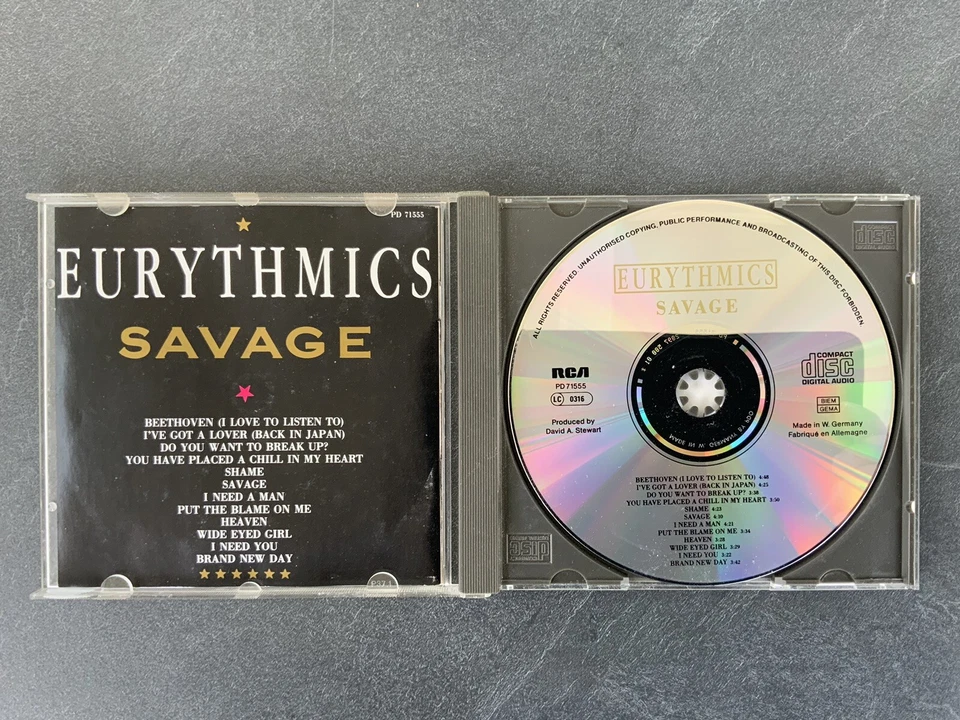 PD 71555
EURYTHMICS
SAVAGE
BEETHOVEN (I LOVE TO LISTEN TO)
I'VE GOT A LOVER (BACK IN JAPAN)
DO YOU WANT TO BREAK UP?
YOU HAVE PLACED A CHILL IN MY HEART
SHAME
SAVAGE
I NEED A MAN
PUT THE BLAME ON ME
HEAVEN
WIDE EYED GIRL
I NEED YOU
BRAND NEW DAY
ALL RIGHTS RESERVED. UNAUTHORISED COPYING, PUBLIC PERFORMANCE AND BROADCASTING OF THIS DISC FORBIDDEN.
EURYTHMICS
SAVAGE
RCA
PD 71555
LC 0316
Produced by
David A. Stewart
COMPACT
disc
DIGITAL AUDIO
BIEM
GEMA
Made in W. Germany
Fabriqué en Allemagne
BEETHOVEN (I LOVE TO LISTEN TO) 4:48
I'VE GOT A LOVER (BACK IN JAPAN) 4:25
DO YOU WANT TO BREAK UP? 3:38
YOU HAVE PLACED A CHILL IN MY HEART 3:50
SHAME 4:23
SAVAGE 4:10
I NEED A MAN 4:21
PUT THE BLAME ON ME 3:34
HEAVEN 3:28
WIDE EYED GIRL 3:29
I NEED YOU 3:22
BRAND NEW DAY 3:42
disc
disc